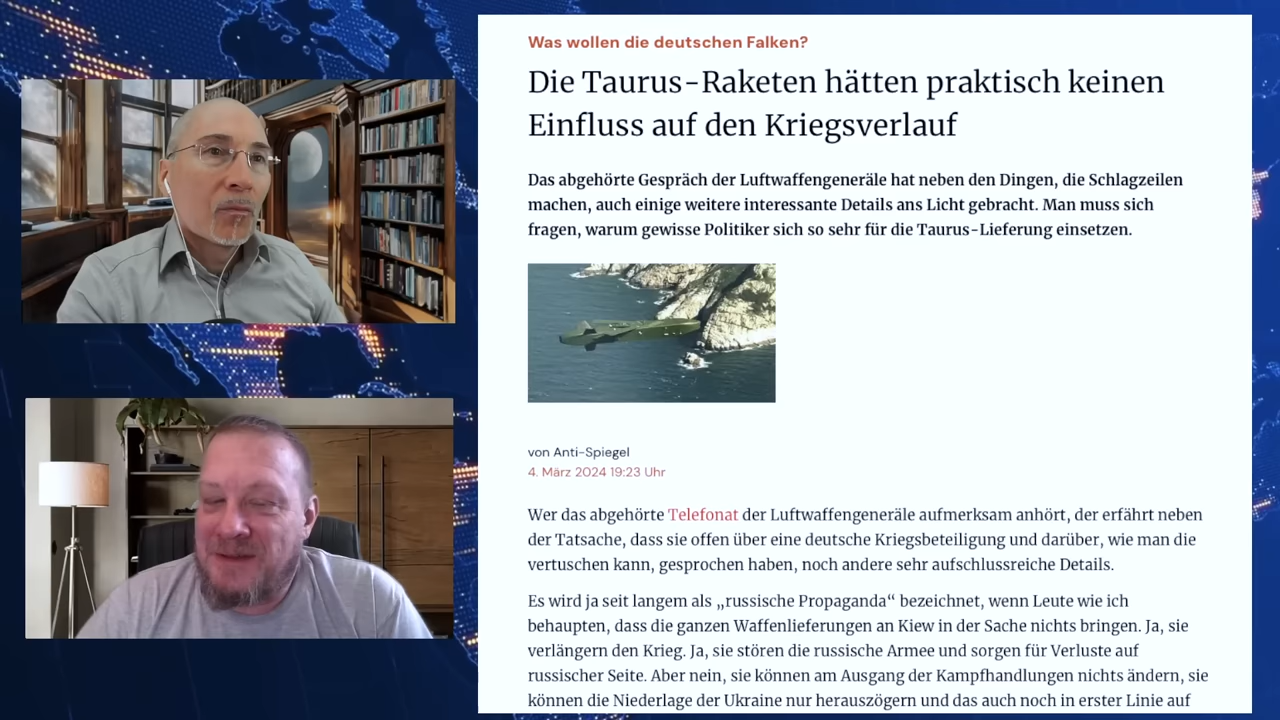 Was wollen die deutschen Falken?
Die Taurus-Raketen hätten praktisch keinen
Einfluss auf den Kriegsverlauf
Das abgehörte Gespräch der Luftwaffengeneräle hat neben den Dingen, die Schlagzeilen
machen, auch einige weitere interessante Details ans Licht gebracht. Man muss sich
fragen, warum gewisse Politiker sich so sehr für die Taurus-Lieferung einsetzen.
von Anti-Spiegel
4. März 2024 19:23 Uhr
Wer das abgehörte Telefonat der Luftwaffengeneräle aufmerksam anhört, der erfährt neben
der Tatsache, dass sie offen über eine deutsche Kriegsbeteiligung und darüber, wie man die
vertuschen kann, gesprochen haben, noch andere sehr aufschlussreiche Details.
Es wird ja seit langem als „russische Propaganda“ bezeichnet, wenn Leute wie ich
behaupten, dass die ganzen Waffenlieferungen an Kiew in der Sache nichts bringen. Ja, sie
verlängern den Krieg. Ja, sie stören die russische Armee und sorgen für Verluste auf
russischer Seite. Aber nein, sie können am Ausgang der Kampfhandlungen nichts ändern, sie
können die Niederlage der Ukraine nur herauszögern und das auch noch in erster Linie auf